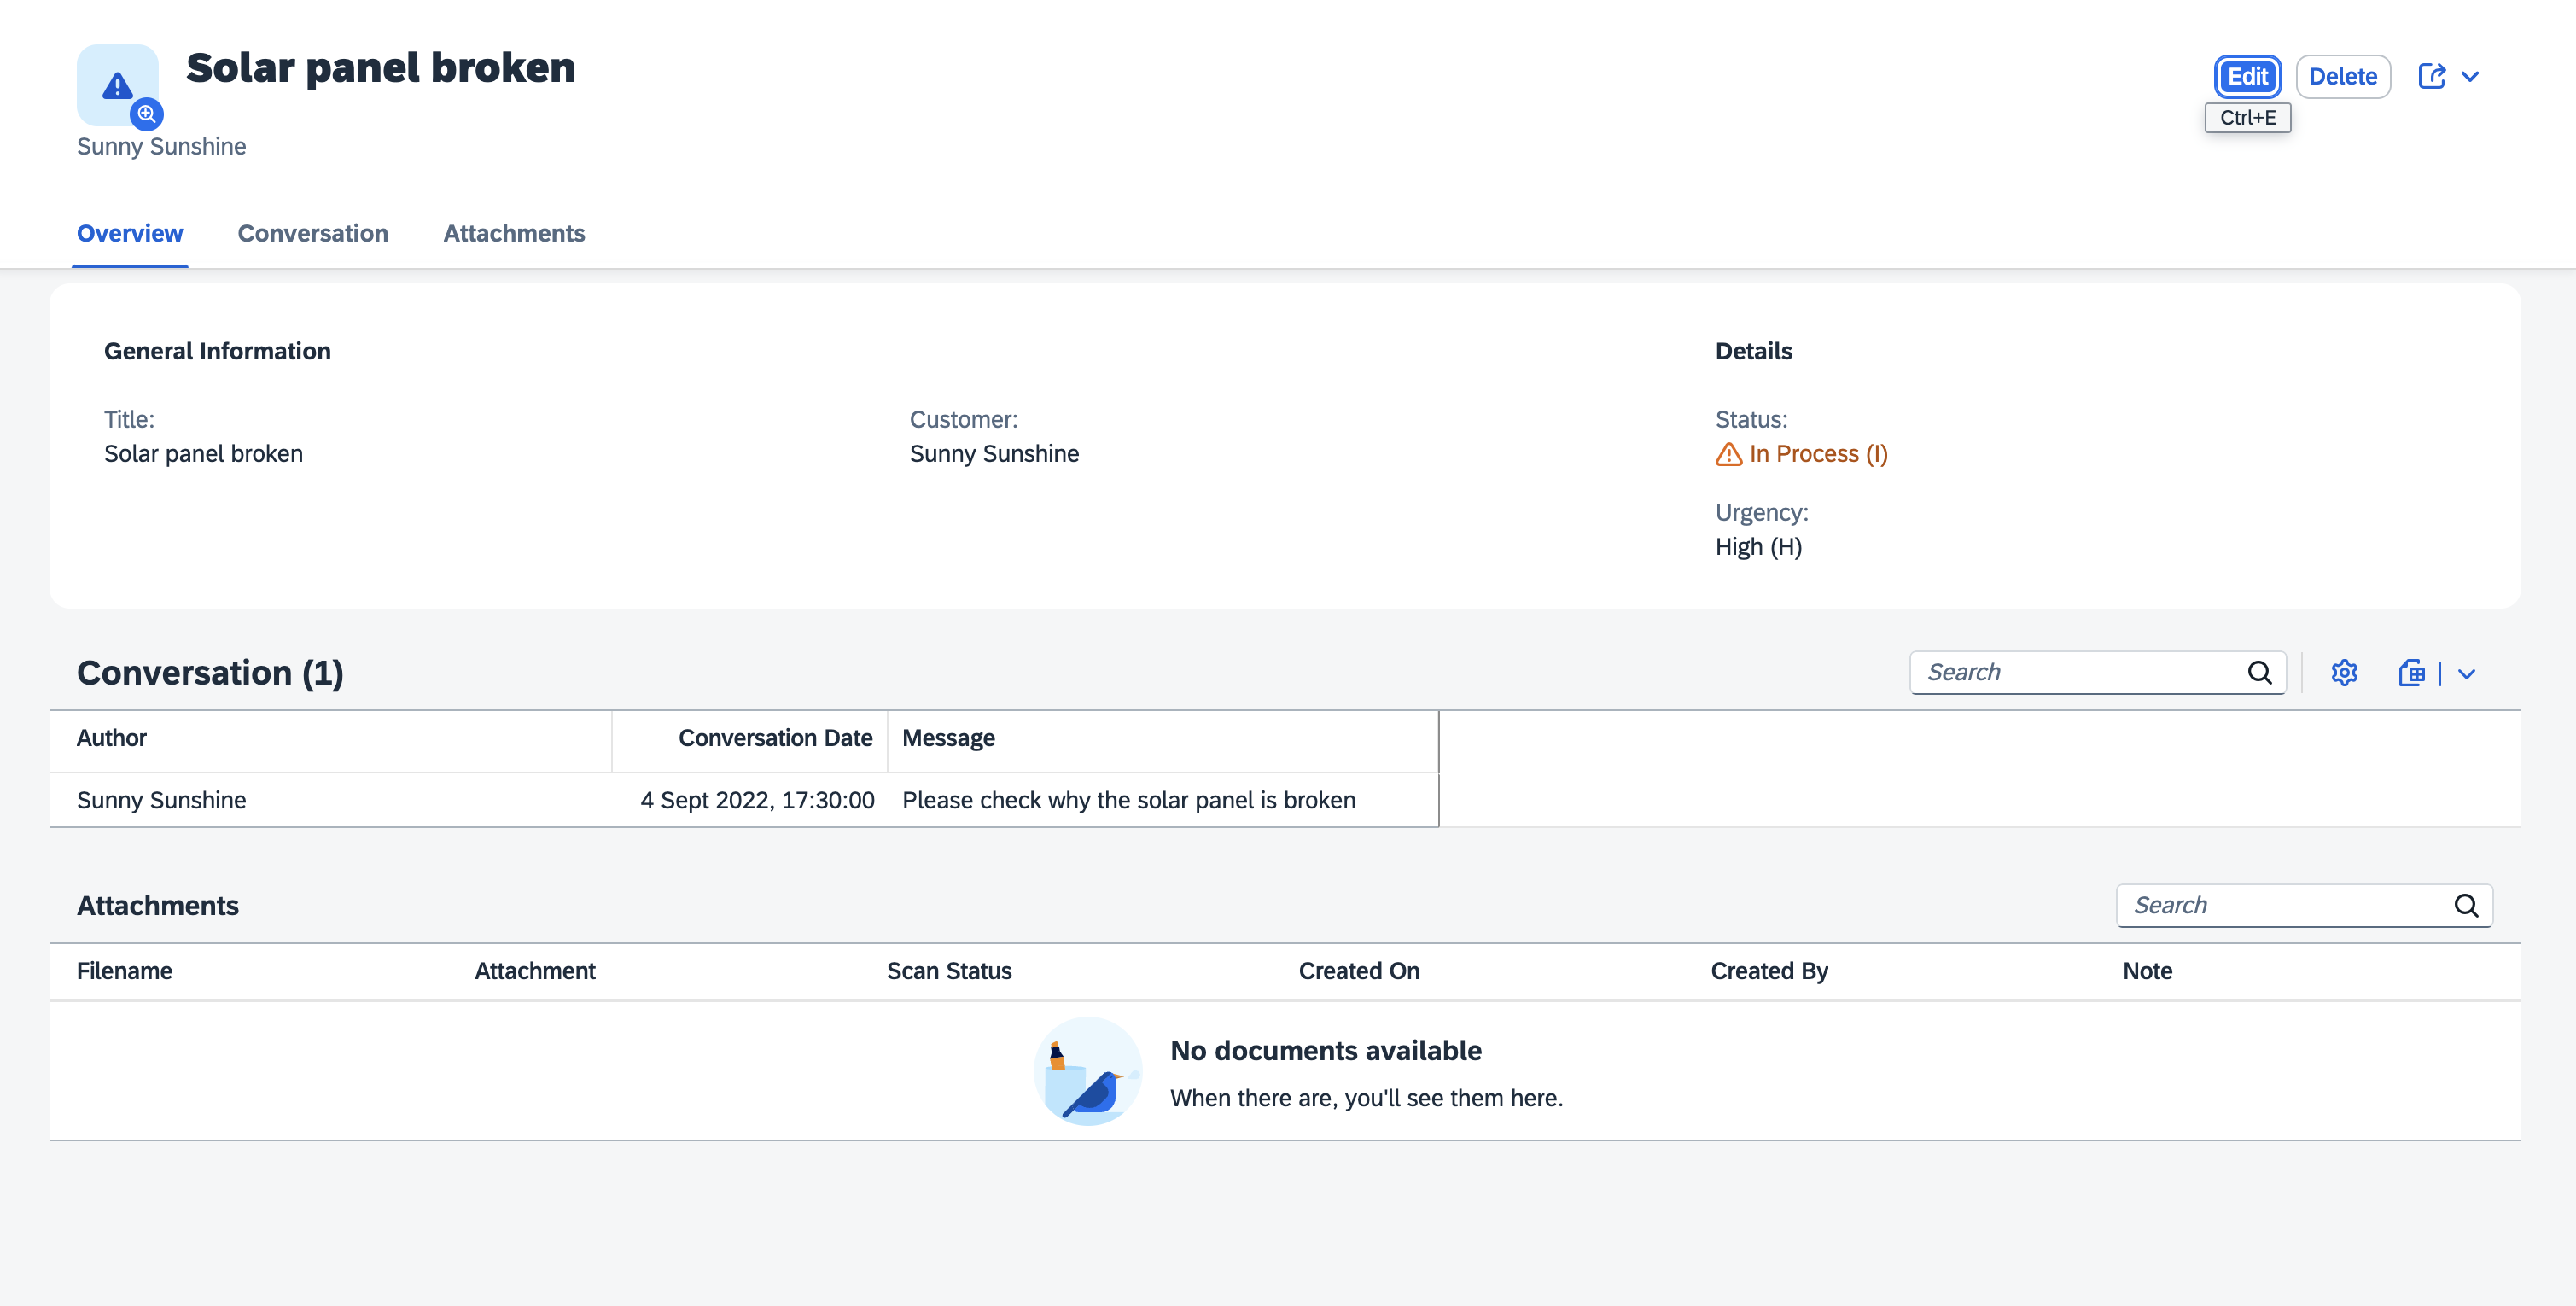 Solar panel broken
Edit
Delete
Ctrl+E
Sunny Sunshine
Overview
Conversation
Attachments
General Information
Details
Title:
Customer:
Status:
Solar panel broken
Sunny Sunshine
In Process (I)
Urgency:
High (H)
Conversation (1)
Search
Author
Conversation Date
Message
Sunny Sunshine
4 Sept 2022, 17:30:00
Please check why the solar panel is broken
Attachments
Search
Filename
Attachment
Scan Status
Created On
Created By
Note
No documents available
When there are, you'll see them here.